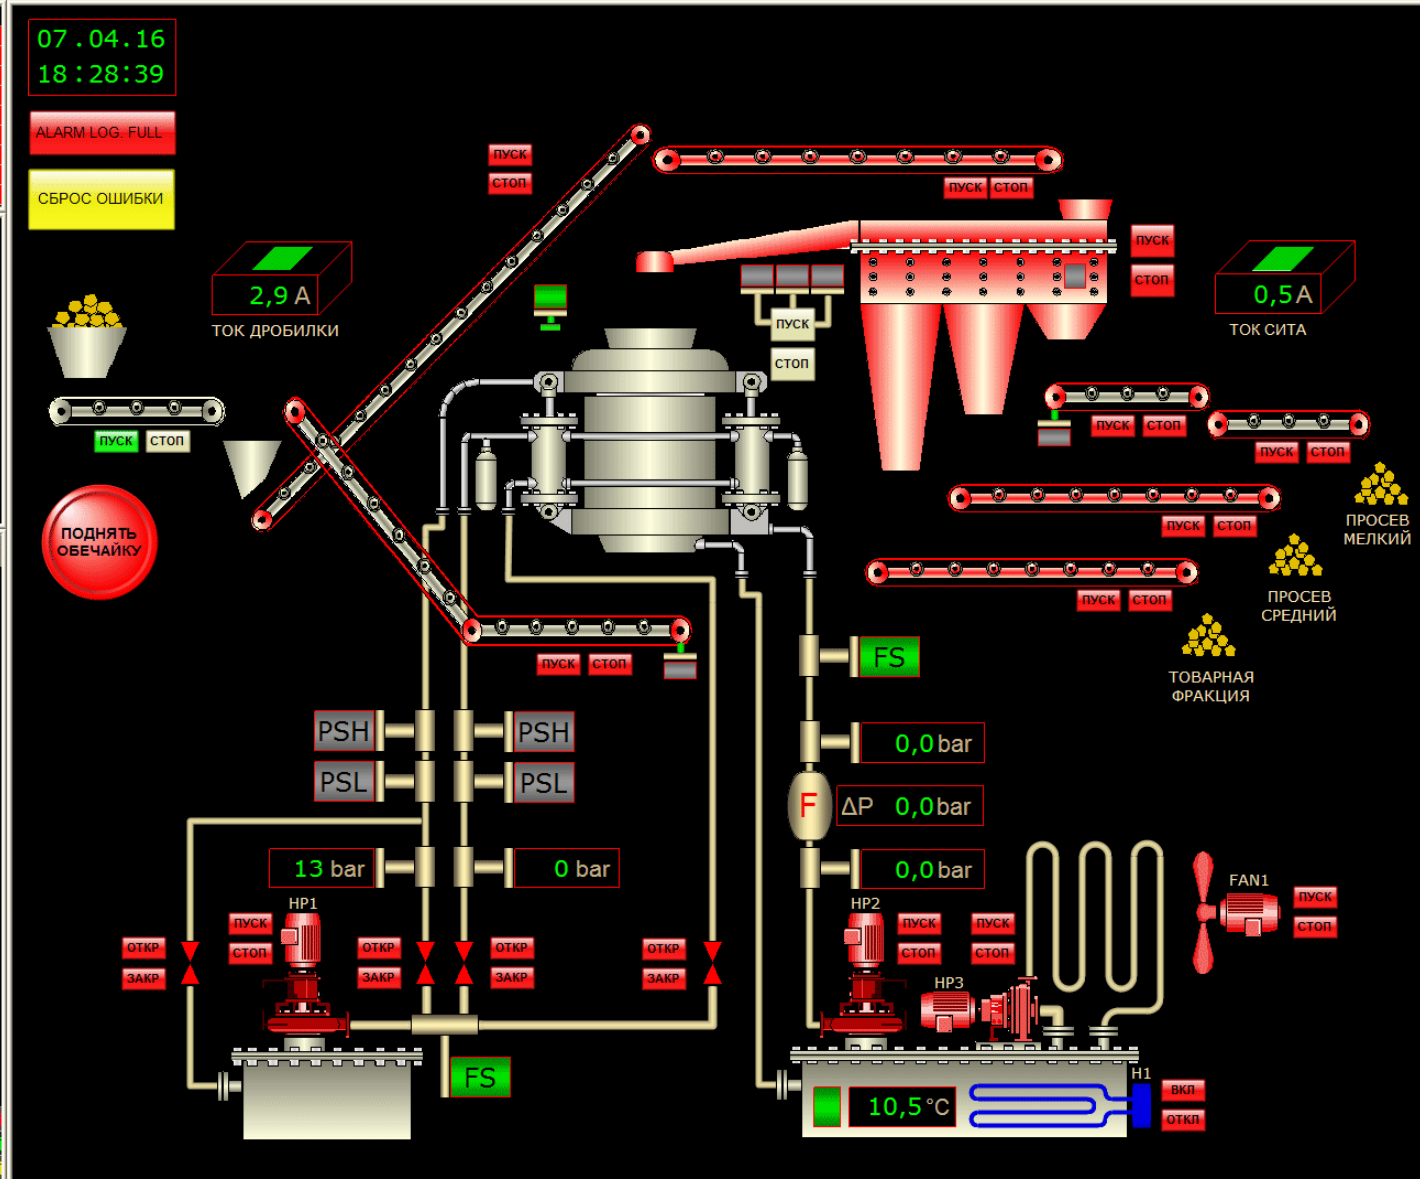 07.04.16
18:28:39
ALARM LOG. FULL
СБРОС ОШИБКИ
ПУСК
СТОП
ПУСК СТОП
2,9 A
ТОК ДРОБИЛКИ
ПУСК
СТОП
ПУСК
СТОП
0,5 A
ТОК СИТА
ПУСК СТОП
ПУСК СТОП
ПУСК СТОП
ПОДНЯТЬ
ОБЕЧАЙКУ
ПУСК СТОП
ПРОСЕВ
МЕЛКИЙ
ПУСК СТОП
ПРОСЕВ
СРЕДНИЙ
ПУСК СТОП
FS
ТОВАРНАЯ
ФРАКЦИЯ
PSH
PSH
PSL
PSL
0,0 bar
F
ΔP 0,0 bar
13 bar
0 bar
0,0 bar
HP1
ПУСК
СТОП
HP2
ПУСК
СТОП
ПУСК
СТОП
HP3
FAN1
ПУСК
СТОП
ОТКР
ЗАКР
ОТКР
ЗАКР
ОТКР
ЗАКР
ОТКР
ЗАКР
FS
10,5 °C
H1
ВКЛ
ОТКЛ